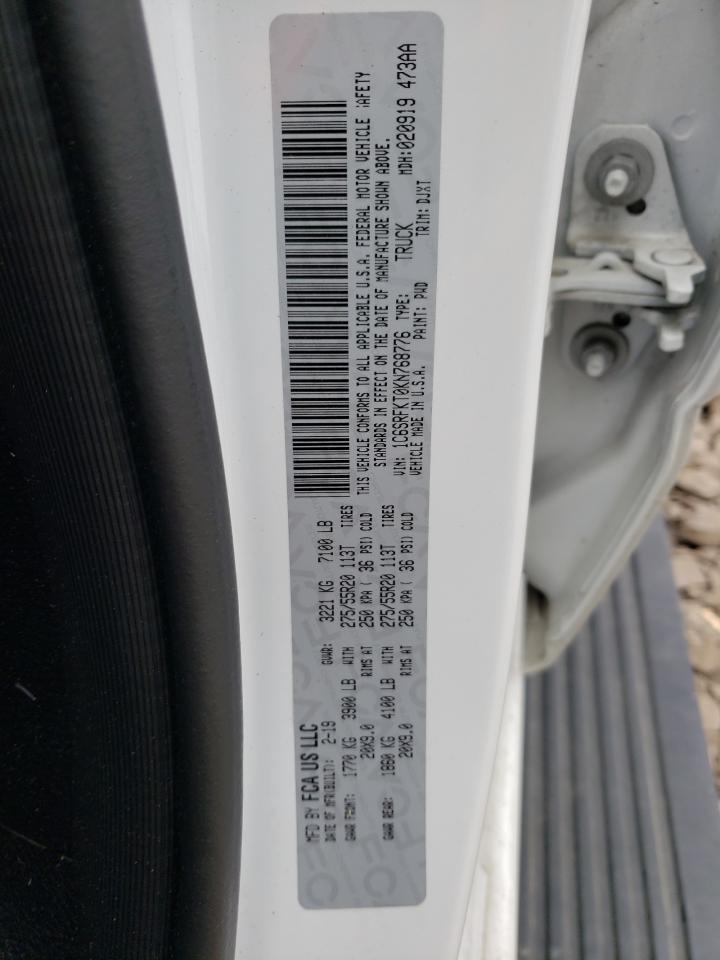 MFD BY FCA US LLC
DATE OF MFR(BUILT): 2-19 GVWR: 3221 KG 7100 LB
GAWR FRONT: 1770 KG 3900 LB WITH 275/55R20 113T TIRES
20X9.0 RIMS AT 250 KPA ( 36 PSI) COLD
GAWR REAR: 1860 KG 4100 LB WITH 275/55R20 113T TIRES
20X9.0 RIMS AT 250 KPA ( 36 PSI) COLD
THIS VEHICLE CONFORMS TO ALL APPLICABLE U.S.A. FEDERAL MOTOR VEHICLE SAFETY
STANDARDS IN EFFECT ON THE DATE OF MANUFACTURE SHOWN ABOVE.
VIN: 1C6SRFKT0KN768776 TYPE: TRUCK MDH:020919 473AA
VEHICLE MADE IN U.S.A. PAINT: PWD TRIM: DJXT